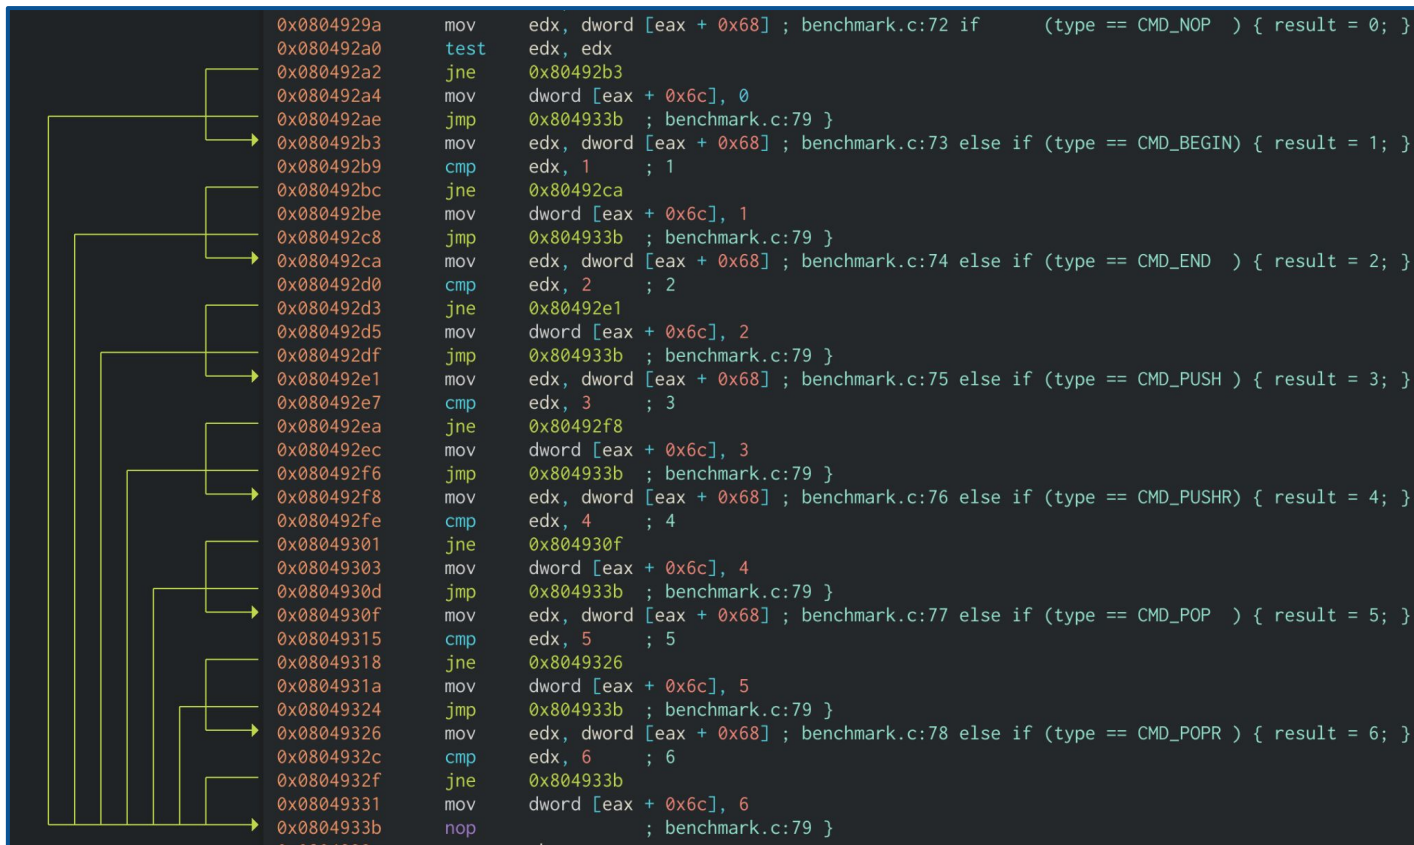 0x0804929a mov edx, dword [eax + 0x68] ; benchmark.c:72 if (type == CMD_NOP ) { result = 0; }
0x080492a0 test edx, edx
0x080492a2 jne 0x80492b3
0x080492a4 mov dword [eax + 0x6c], 0
0x080492ae jmp 0x804933b ; benchmark.c:79 }
0x080492b3 mov edx, dword [eax + 0x68] ; benchmark.c:73 else if (type == CMD_BEGIN) { result = 1; }
0x080492b9 cmp edx, 1 ; 1
0x080492bc jne 0x80492ca
0x080492be mov dword [eax + 0x6c], 1
0x080492c8 jmp 0x804933b ; benchmark.c:79 }
0x080492ca mov edx, dword [eax + 0x68] ; benchmark.c:74 else if (type == CMD_END ) { result = 2; }
0x080492d0 cmp edx, 2 ; 2
0x080492d3 jne 0x80492e1
0x080492d5 mov dword [eax + 0x6c], 2
0x080492df jmp 0x804933b ; benchmark.c:79 }
0x080492e1 mov edx, dword [eax + 0x68] ; benchmark.c:75 else if (type == CMD_PUSH ) { result = 3; }
0x080492e7 cmp edx, 3 ; 3
0x080492ea jne 0x80492f8
0x080492ec mov dword [eax + 0x6c], 3
0x080492f6 jmp 0x804933b ; benchmark.c:79 }
0x080492f8 mov edx, dword [eax + 0x68] ; benchmark.c:76 else if (type == CMD_PUSHR) { result = 4; }
0x080492fe cmp edx, 4 ; 4
0x08049301 jne 0x804930f
0x08049303 mov dword [eax + 0x6c], 4
0x0804930d jmp 0x804933b ; benchmark.c:79 }
0x0804930f mov edx, dword [eax + 0x68] ; benchmark.c:77 else if (type == CMD_POP ) { result = 5; }
0x08049315 cmp edx, 5 ; 5
0x08049318 jne 0x8049326
0x0804931a mov dword [eax + 0x6c], 5
0x08049324 jmp 0x804933b ; benchmark.c:79 }
0x08049326 mov edx, dword [eax + 0x68] ; benchmark.c:78 else if (type == CMD_POPR ) { result = 6; }
0x0804932c cmp edx, 6 ; 6
0x0804932f jne 0x804933b
0x08049331 mov dword [eax + 0x6c], 6
0x0804933b nop ; benchmark.c:79 }